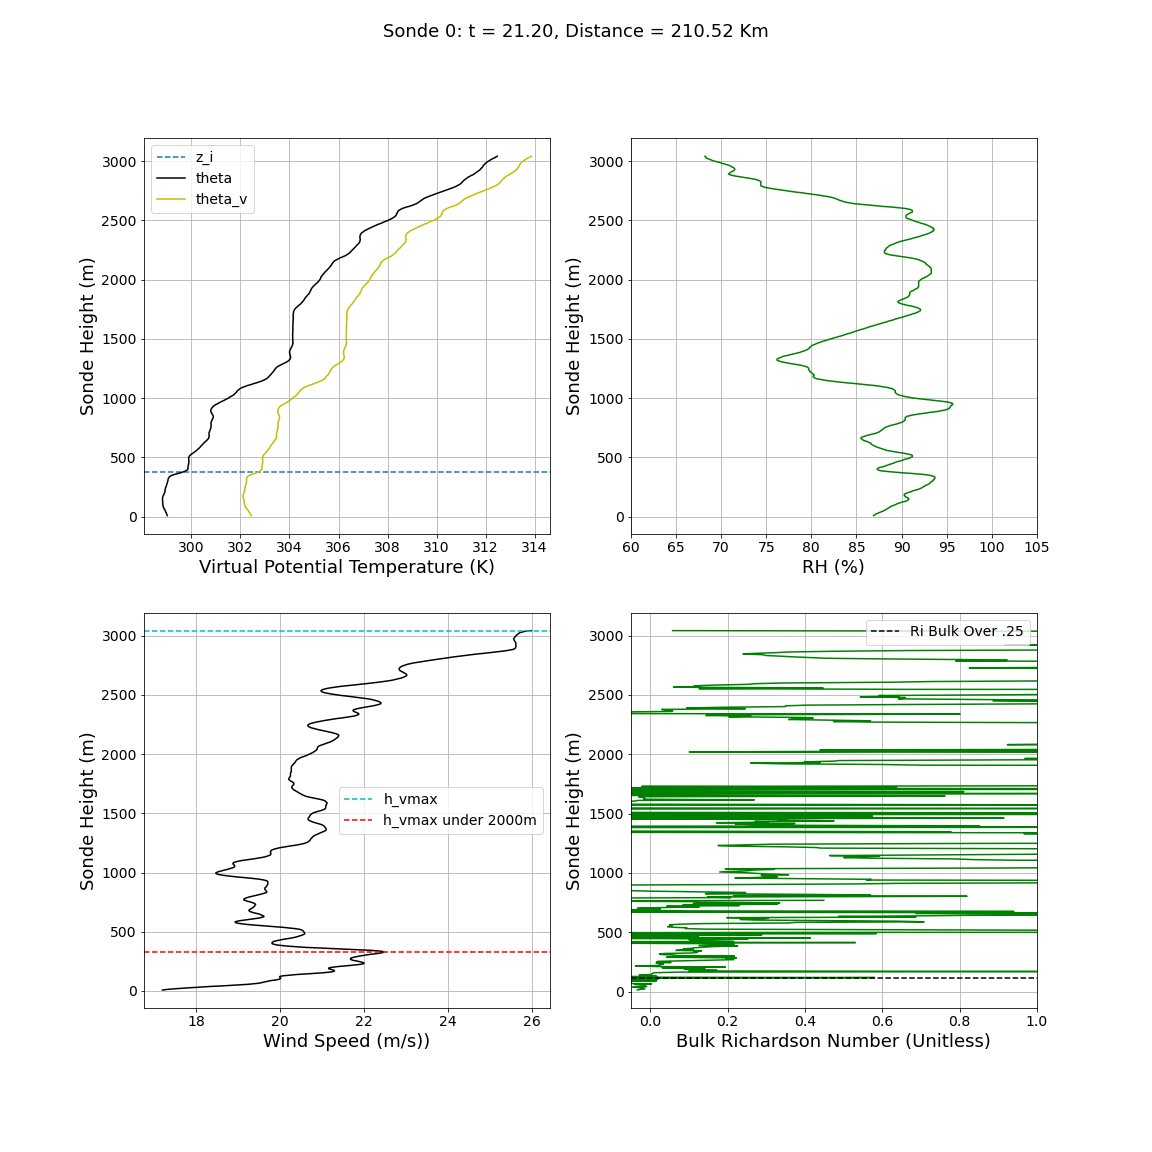 Sonde 0: t = 21.20, Distance = 210.52 Km
z_i
theta
theta_v
3000
2500
2000
1500
1000
500
0
Sonde Height (m)
300 302 304 306 308 310 312 314
Virtual Potential Temperature (K)
3000
2500
2000
1500
1000
500
0
Sonde Height (m)
60 65 70 75 80 85 90 95 100 105
RH (%)
h_vmax
h_vmax under 2000m
3000
2500
2000
1500
1000
500
0
Sonde Height (m)
18 20 22 24 26
Wind Speed (m/s))
Ri Bulk Over .25
3000
2500
2000
1500
1000
500
0
Sonde Height (m)
0.0 0.2 0.4 0.6 0.8 1.0
Bulk Richardson Number (Unitless)